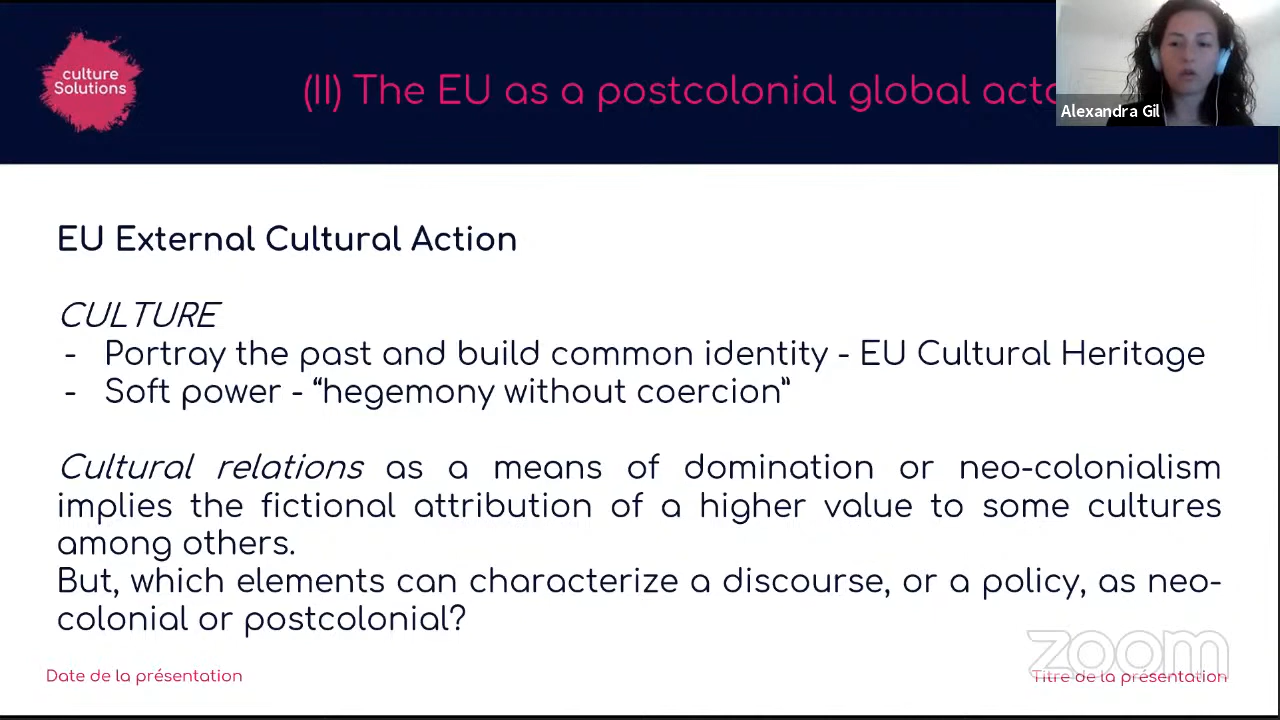 culture
Solutions
(II) The EU as a postcolonial global acto
Alexandra Gil
EU External Cultural Action
CULTURE
- Portray the past and build common identity - EU Cultural Heritage
- Soft power - “hegemony without coercion”
Cultural relations as a means of domination or neo-colonialism
implies the fictional attribution of a higher value to some cultures
among others.
But, which elements can characterize a discourse, or a policy, as neo-
colonial or postcolonial?
zoom
Date de la présentation
Titre de la présentation